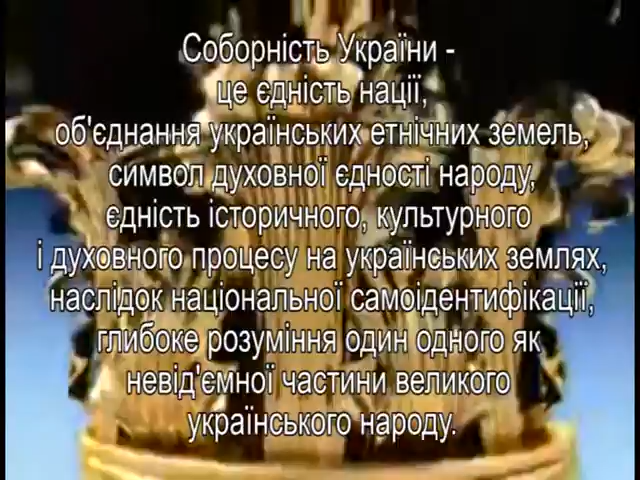 Соборність України -
це єдність нації,
об'єднання українських етнічних земель,
символ духовної єдності народу,
єдність історичного, культурного
і духовного процесу на українських землях,
наслідок національної самоідентифікації,
глибоке розуміння один одного як
невід'ємної частини великого
українського народу.